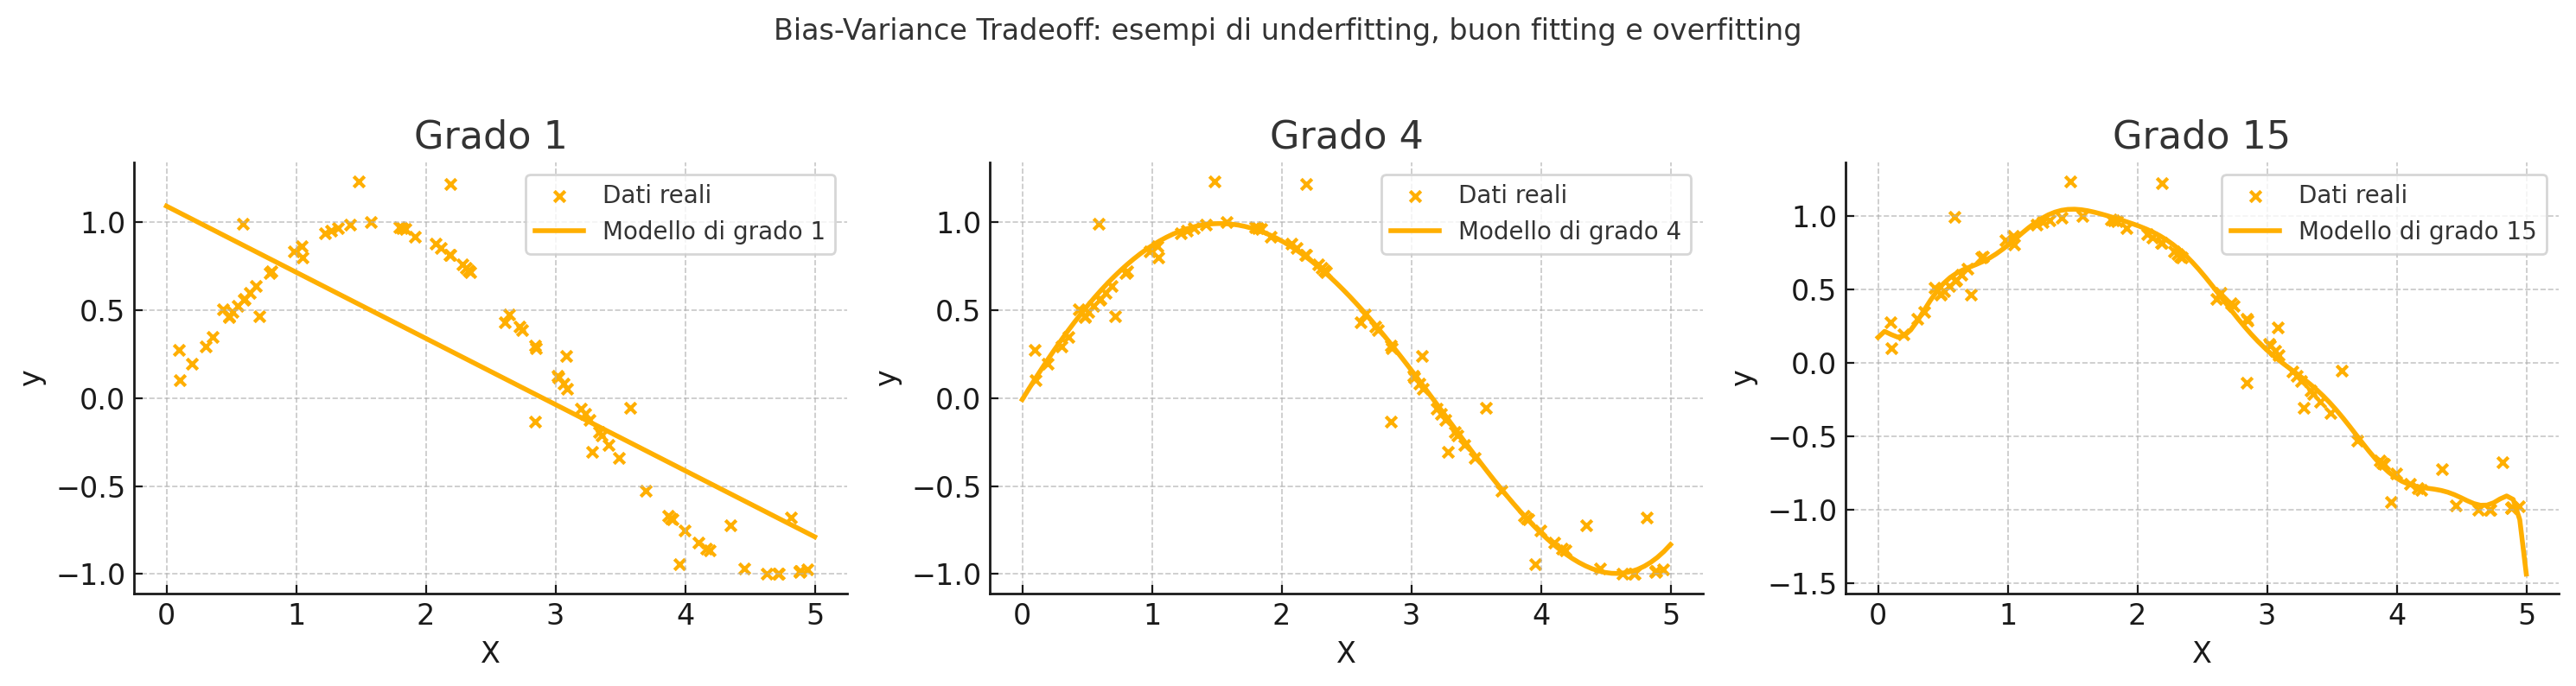 Bias-Variance Tradeoff: esempi di underfitting, buon fitting e overfitting
Grado 1
Dati reali
Modello di grado 1
1.0
0.5
0.0
−0.5
−1.0
y
0 1 2 3 4 5
X
Grado 4
Dati reali
Modello di grado 4
1.0
0.5
0.0
−0.5
−1.0
y
0 1 2 3 4 5
X
Grado 15
Dati reali
Modello di grado 15
1.0
0.5
0.0
−0.5
−1.0
−1.5
y
0 1 2 3 4 5
X